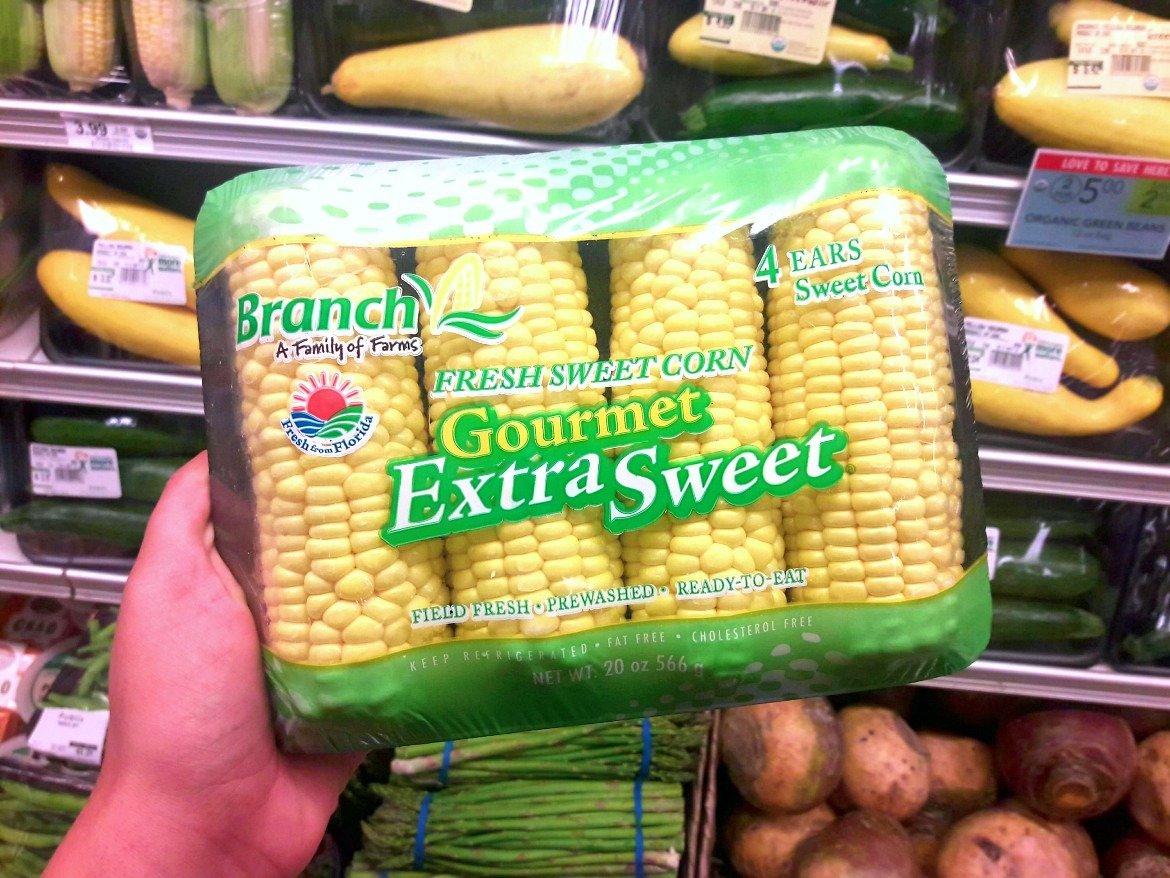 3.99
LOVE TO SAVE HERE
5.00
ORGANIC GREEN BEANS
Branch
A Family of Farms
4 EARS
Sweet Corn
Fresh from Florida
FRESH SWEET CORN
Gourmet
Extra Sweet
FIELD FRESH • PREWASHED • READY-TO-EAT
KEEP REFRIGERATED • FAT FREE • CHOLESTEROL FREE
NET WT. 20 oz 566 g